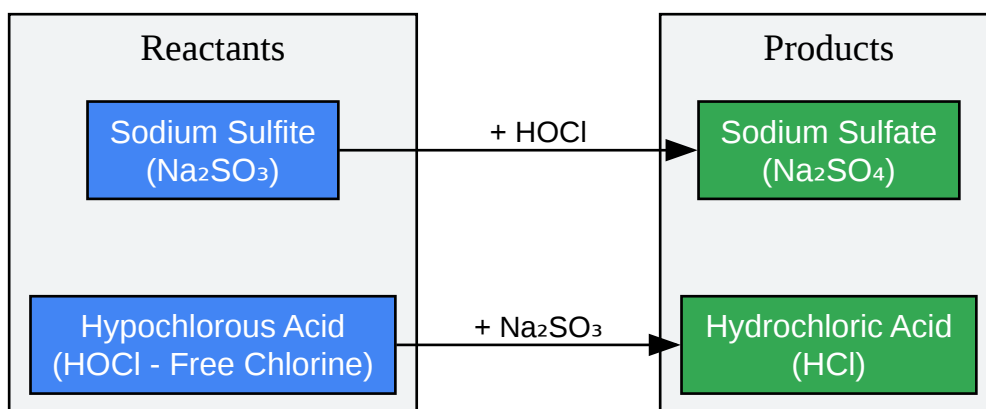 Reactants
Products
Sodium Sulfite
(Na₂SO₃)
+ HOCl
Sodium Sulfate
(Na₂SO₄)
Hypochlorous Acid
(HOCl - Free Chlorine)
+ Na₂SO₃
Hydrochloric Acid
(HCl)